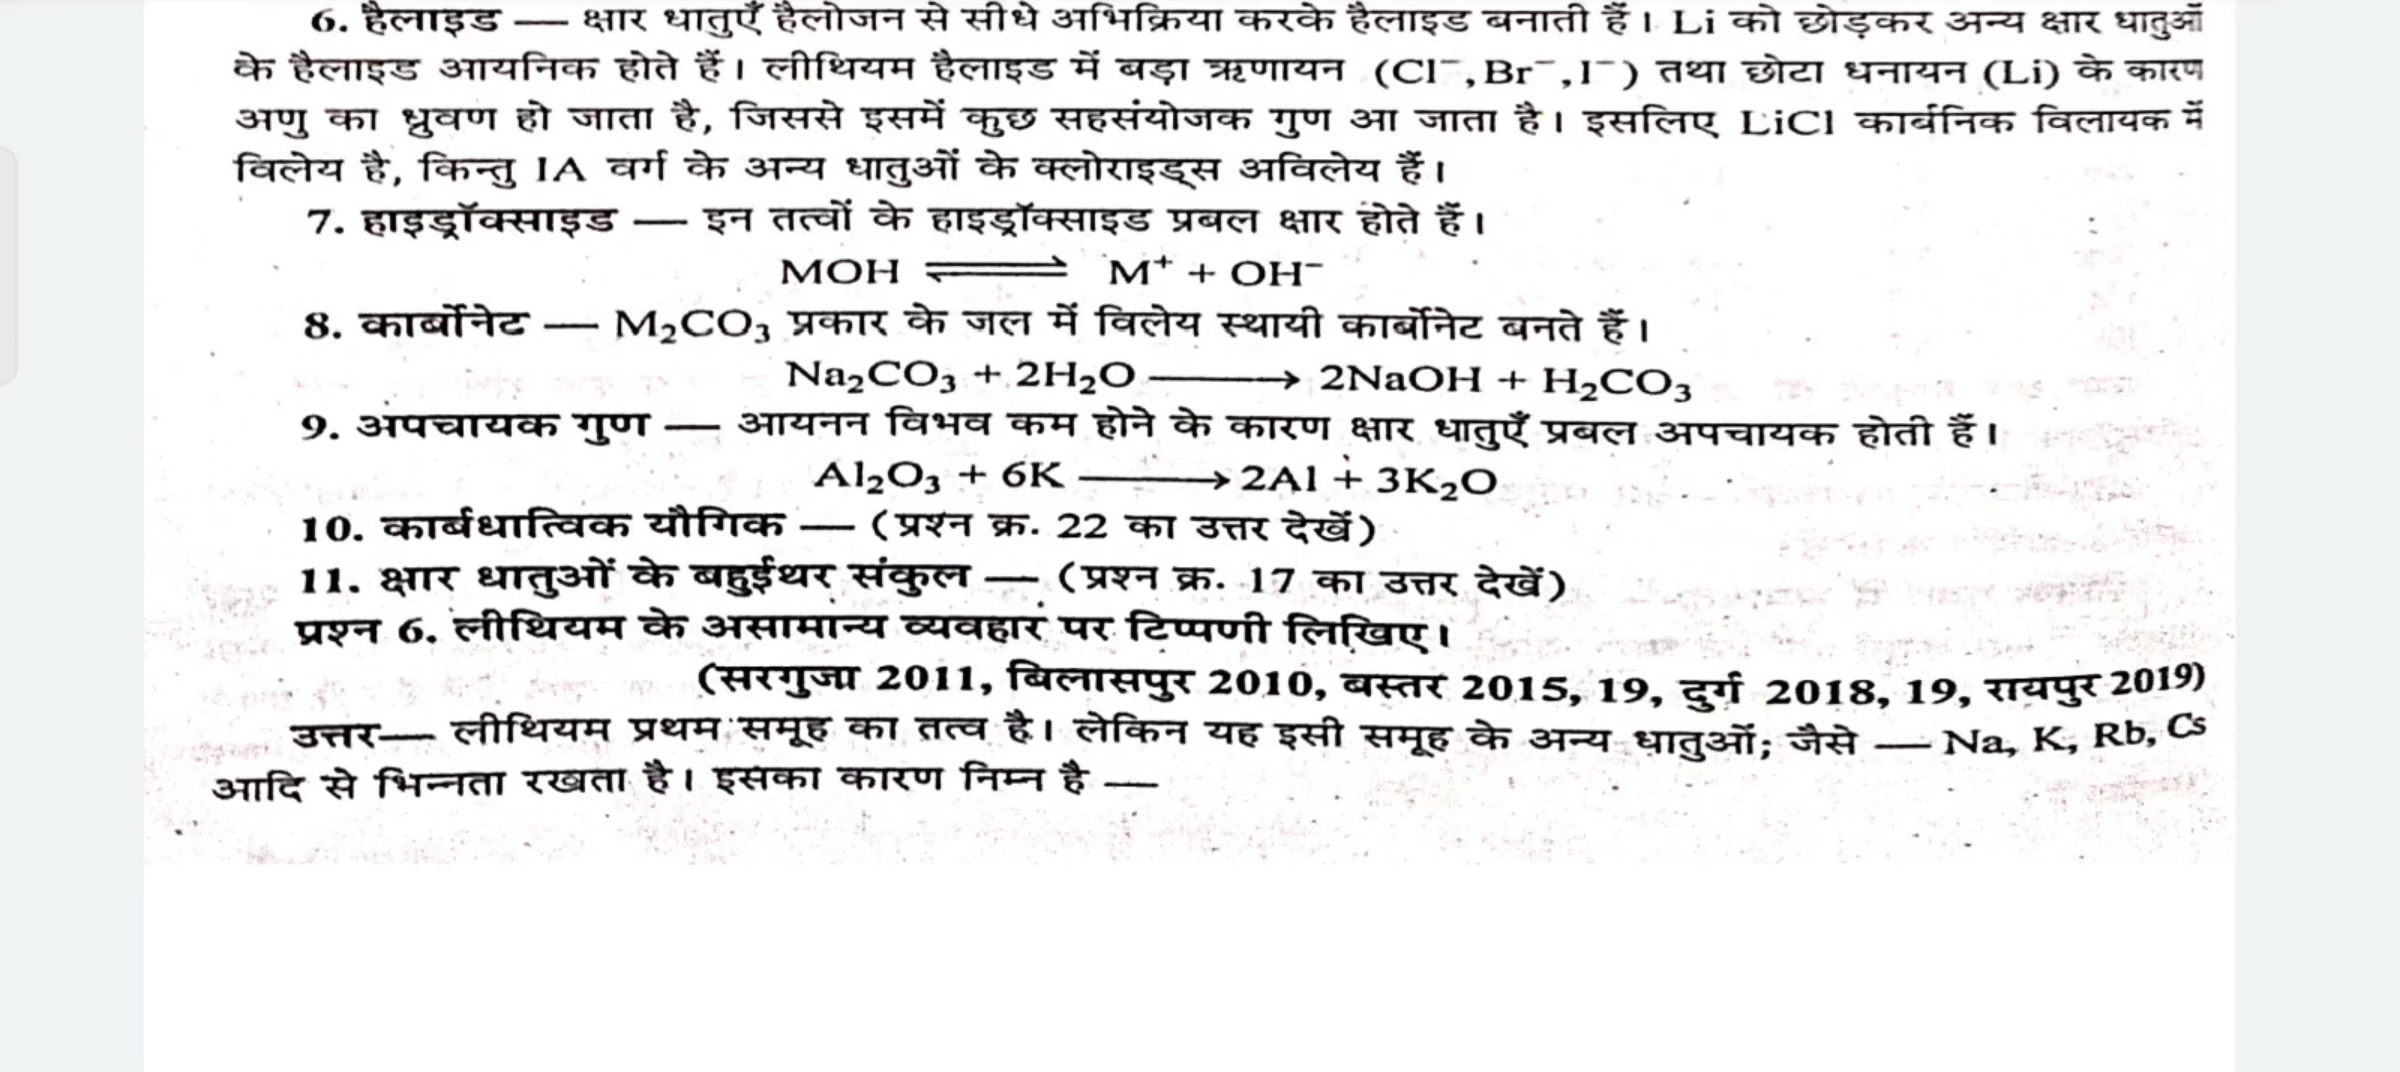 6. हैलाइड — क्षार धातुएँ हैलोजन से सीधे अभिक्रिया करके हैलाइड बनाती हैं। Li को छोड़कर अन्य क्षार धातुओं
के हैलाइड आयनिक होते हैं। लीथियम हैलाइड में बड़ा ऋणायन (Cl⁻, Br⁻, I⁻) तथा छोटा धनायन (Li) के कारण
अणु का ध्रुवण हो जाता है, जिससे इसमें कुछ सहसंयोजक गुण आ जाता है। इसलिए LiCl कार्बनिक विलायक में
विलेय है, किन्तु IA वर्ग के अन्य धातुओं के क्लोराइड्स अविलेय हैं।
7. हाइड्रॉक्साइड — इन तत्वों के हाइड्रॉक्साइड प्रबल क्षार होते हैं।
MOH ⇌ M⁺ + OH⁻
8. कार्बोनेट — M₂CO₃ प्रकार के जल में विलेय स्थायी कार्बोनेट बनते हैं।
Na₂CO₃ + 2H₂O ⟶ 2NaOH + H₂CO₃
9. अपचायक गुण — आयनन विभव कम होने के कारण क्षार धातुएँ प्रबल अपचायक होती हैं।
Al₂O₃ + 6K ⟶ 2Al + 3K₂O
10. कार्बधात्विक यौगिक — (प्रश्न क्र. 22 का उत्तर देखें)
11. क्षार धातुओं के बहुईथर संकुल — (प्रश्न क्र. 17 का उत्तर देखें)
प्रश्न 6. लीथियम के असामान्य व्यवहार पर टिप्पणी लिखिए।
(सरगुजा 2011, बिलासपुर 2010, बस्तर 2015, 19, दुर्ग 2018, 19, रायपुर 2019)
उत्तर— लीथियम प्रथम समूह का तत्व है। लेकिन यह इसी समूह के अन्य धातुओं; जैसे — Na, K, Rb, Cs
आदि से भिन्नता रखता है। इसका कारण निम्न है —